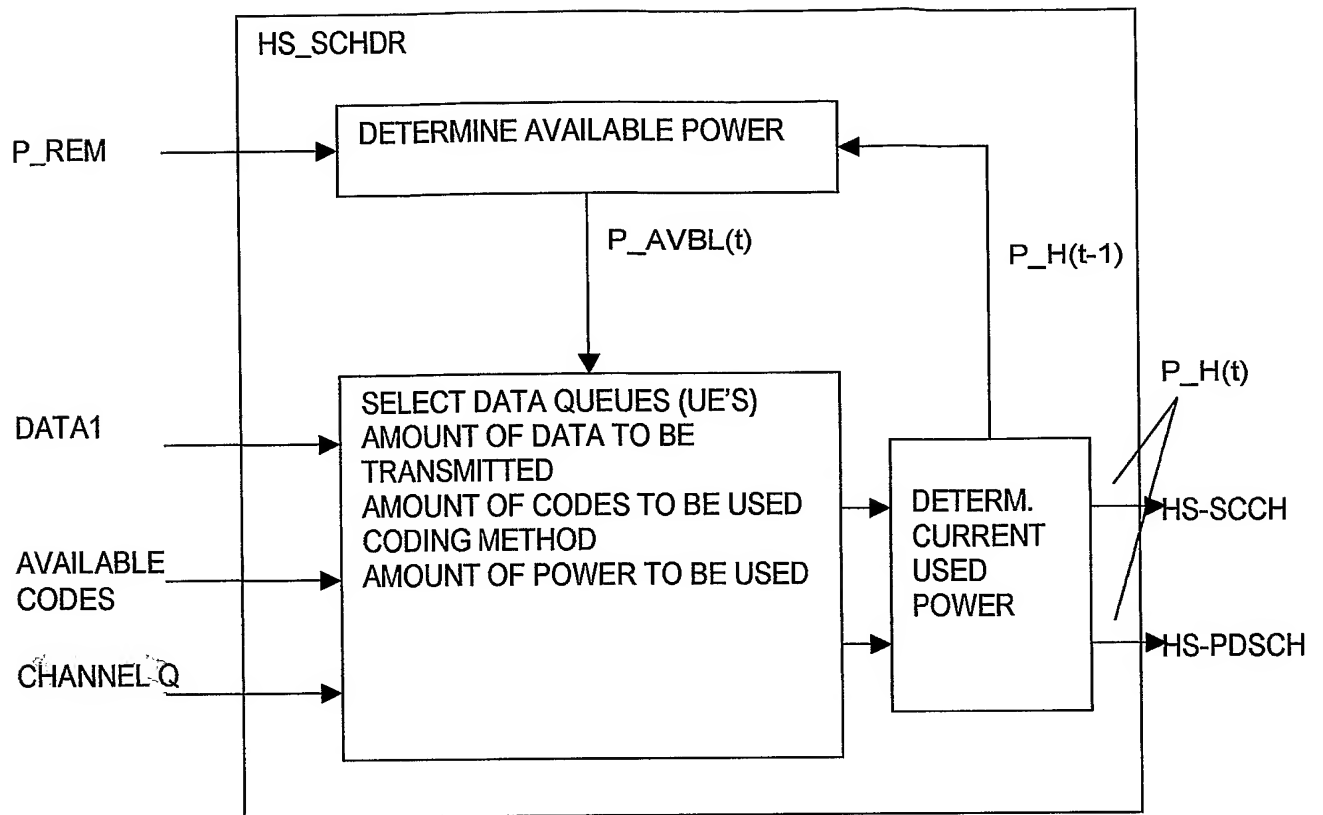 HS_SCHDR
DETERMINE AVAILABLE POWER
P_REM
P_AVBL(t)
P_H(t-1)
P_H(t)
SELECT DATA QUEUES (UE'S)
AMOUNT OF DATA TO BE
TRANSMITTED
AMOUNT OF CODES TO BE USED
CODING METHOD
AMOUNT OF POWER TO BE USED
DATA1
AVAILABLE
CODES
CHANNEL Q
DETERM.
CURRENT
USED
POWER
HS-SCCH
HS-PDSCH